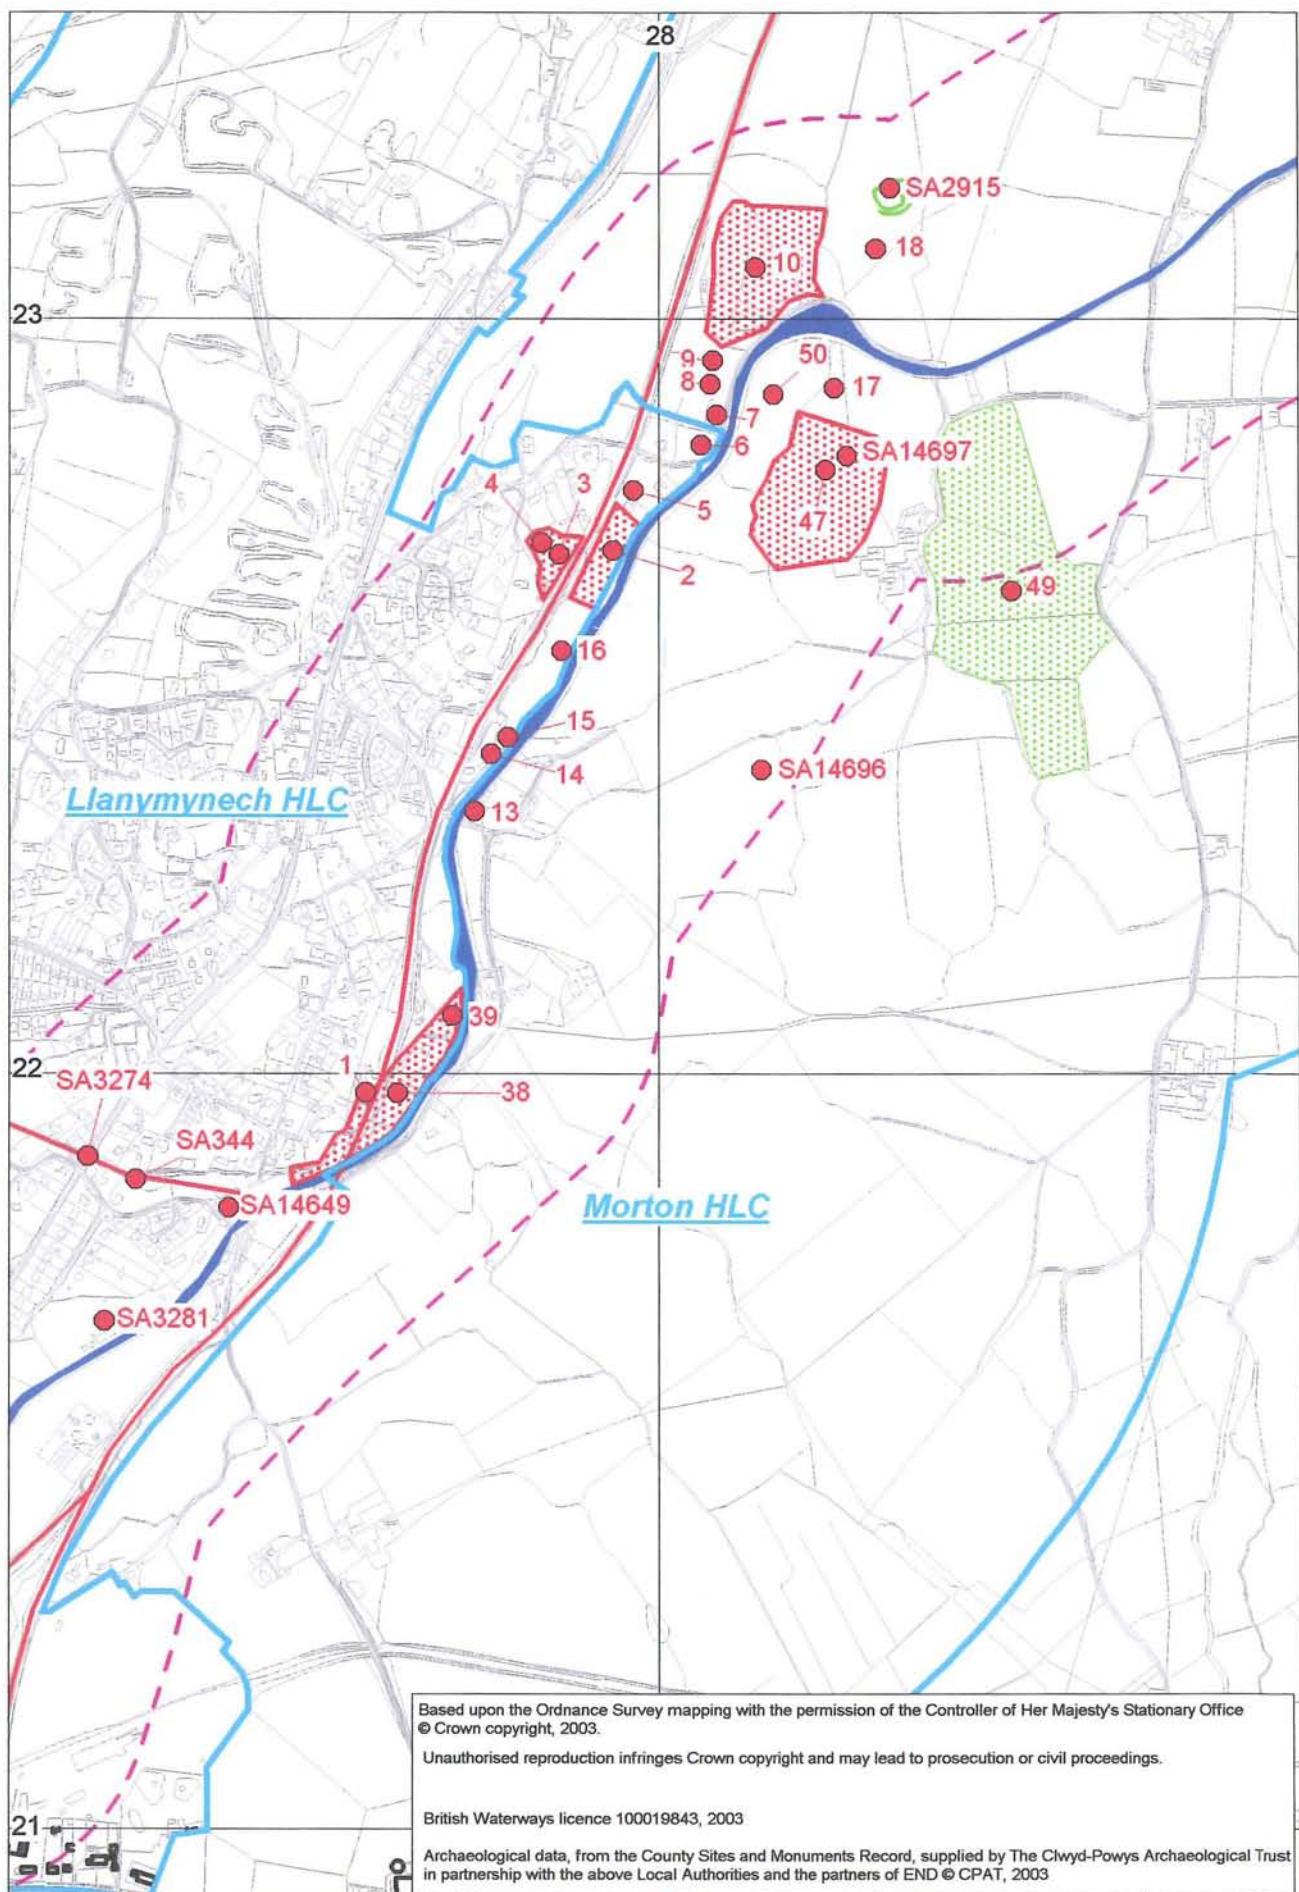 28
SA2915
18
10
23
9
50
8
17
7
6
SA14697
4
3
47
5
2
49
16
15
14
SA14696
Llanymynech HLC
13
39
1
22
SA3274
38
SA344
SA14649
Morton HLC
SA3281
Based upon the Ordnance Survey mapping with the permission of the Controller of Her Majesty's Stationary Office
© Crown copyright, 2003.
Unauthorised reproduction infringes Crown copyright and may lead to prosecution or civil proceedings.
British Waterways licence 100019843, 2003
21
Archaeological data, from the County Sites and Monuments Record, supplied by The Clwyd-Powys Archaeological Trust
in partnership with the above Local Authorities and the partners of END © CPAT, 2003